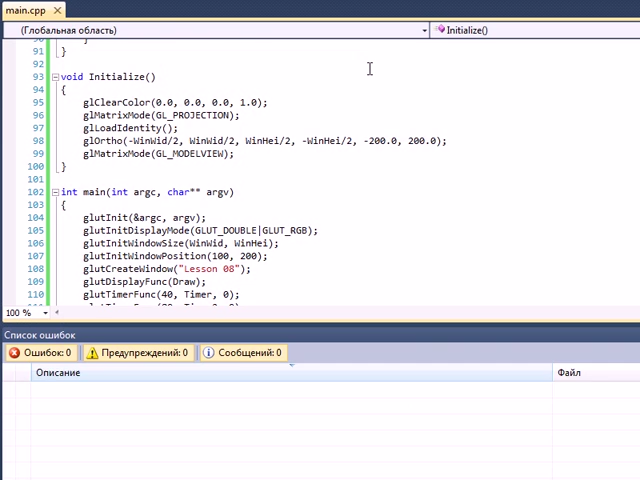 main.cpp
(Глобальная область)
Initialize()
91 }
92
93 void Initialize()
94 {
95 glClearColor(0.0, 0.0, 0.0, 1.0);
96 glMatrixMode(GL_PROJECTION);
97 glLoadIdentity();
98 glOrtho(-WinWid/2, WinWid/2, WinHei/2, -WinHei/2, -200.0, 200.0);
99 glMatrixMode(GL_MODELVIEW);
100 }
101
102 int main(int argc, char** argv)
103 {
104 glutInit(&argc, argv);
105 glutInitDisplayMode(GLUT_DOUBLE|GLUT_RGB);
106 glutInitWindowSize(WinWid, WinHei);
107 glutInitWindowPosition(100, 200);
108 glutCreateWindow("Lesson 08");
109 glutDisplayFunc(Draw);
110 glutTimerFunc(40, Timer, 0);
100 %
Список ошибок
Ошибок: 0 Предупреждений: 0 Сообщений: 0
Описание Файл